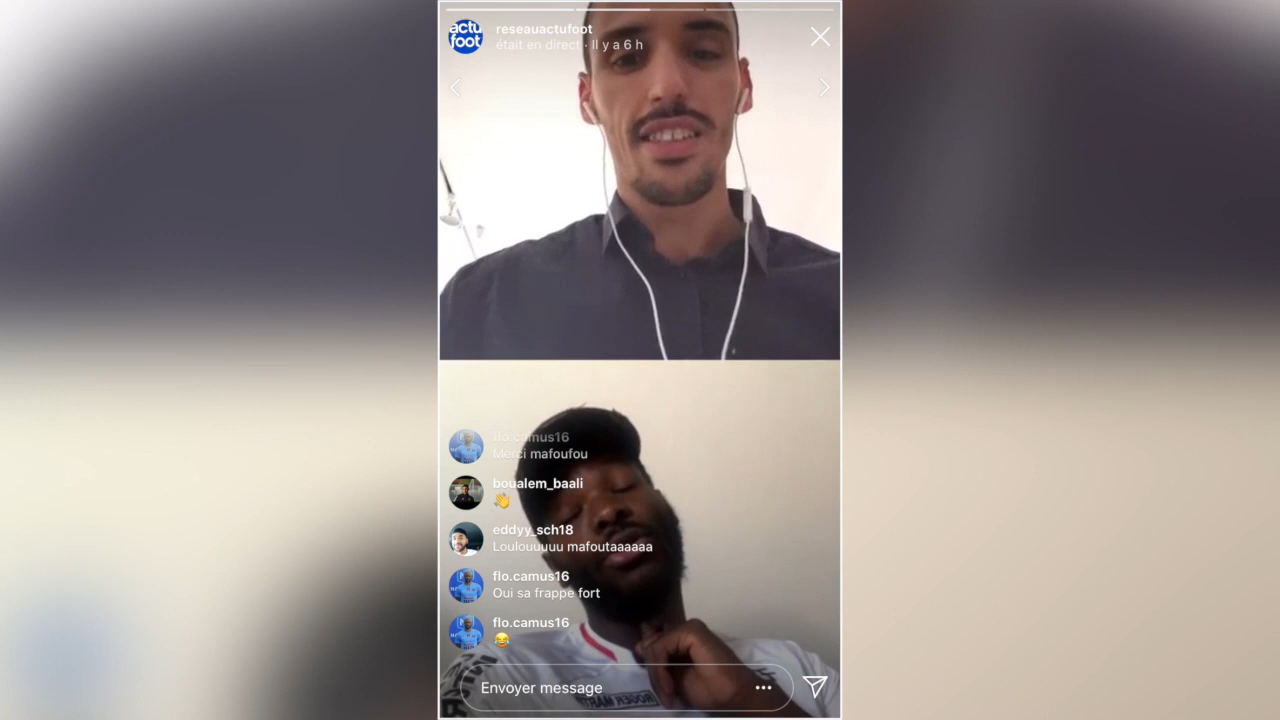 actu
foot
reseauactufoot
était en direct · Il y a 6 h
flo.camus16
Merci mafoufou
boualem_baali
👏
eddyy_sch18
Loulouuuuu mafoutaaaaaa
flo.camus16
Oui sa frappe fort
flo.camus16
😂
Envoyer message